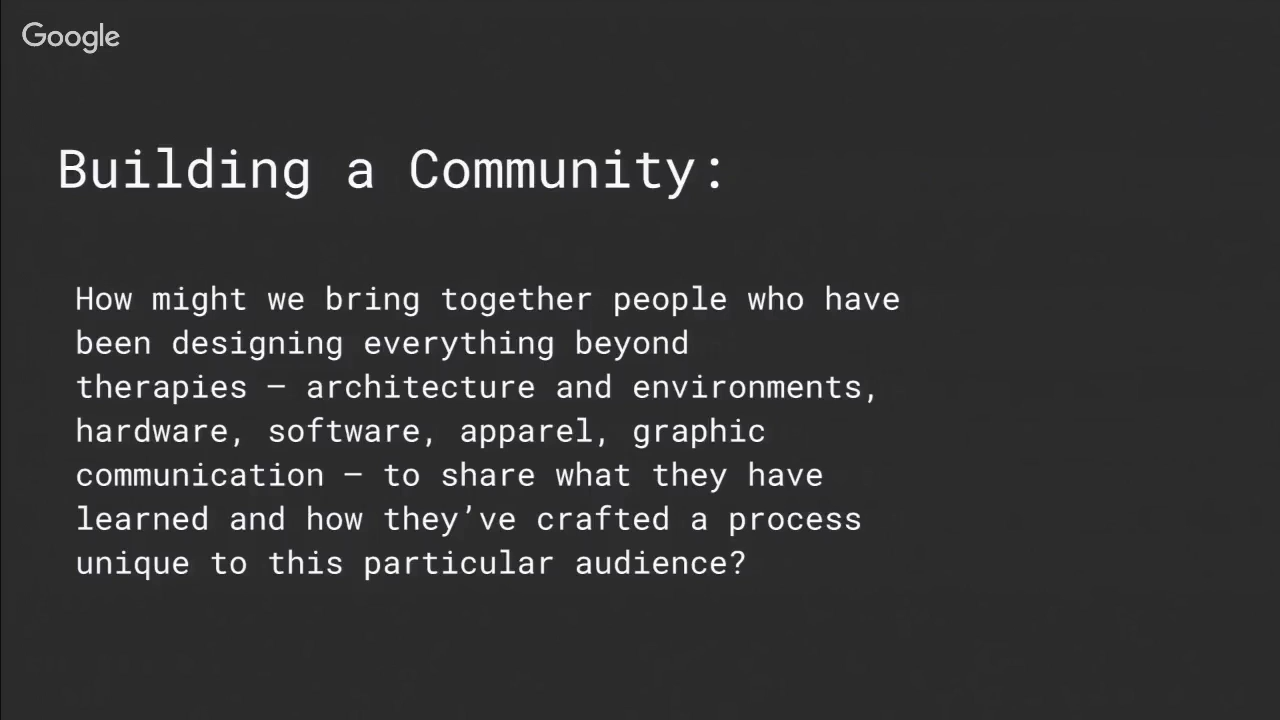 Google
Building a Community:
How might we bring together people who have
been designing everything beyond
therapies – architecture and environments,
hardware, software, apparel, graphic
communication – to share what they have
learned and how they’ve crafted a process
unique to this particular audience?